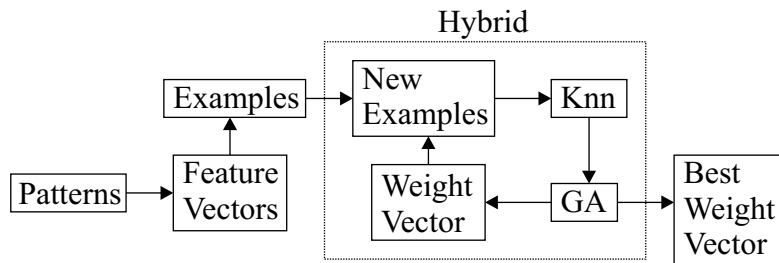 Hybrid
Examples
New
Examples
Knn
Patterns
Feature
Vectors
Weight
Vector
GA
Best
Weight
Vector